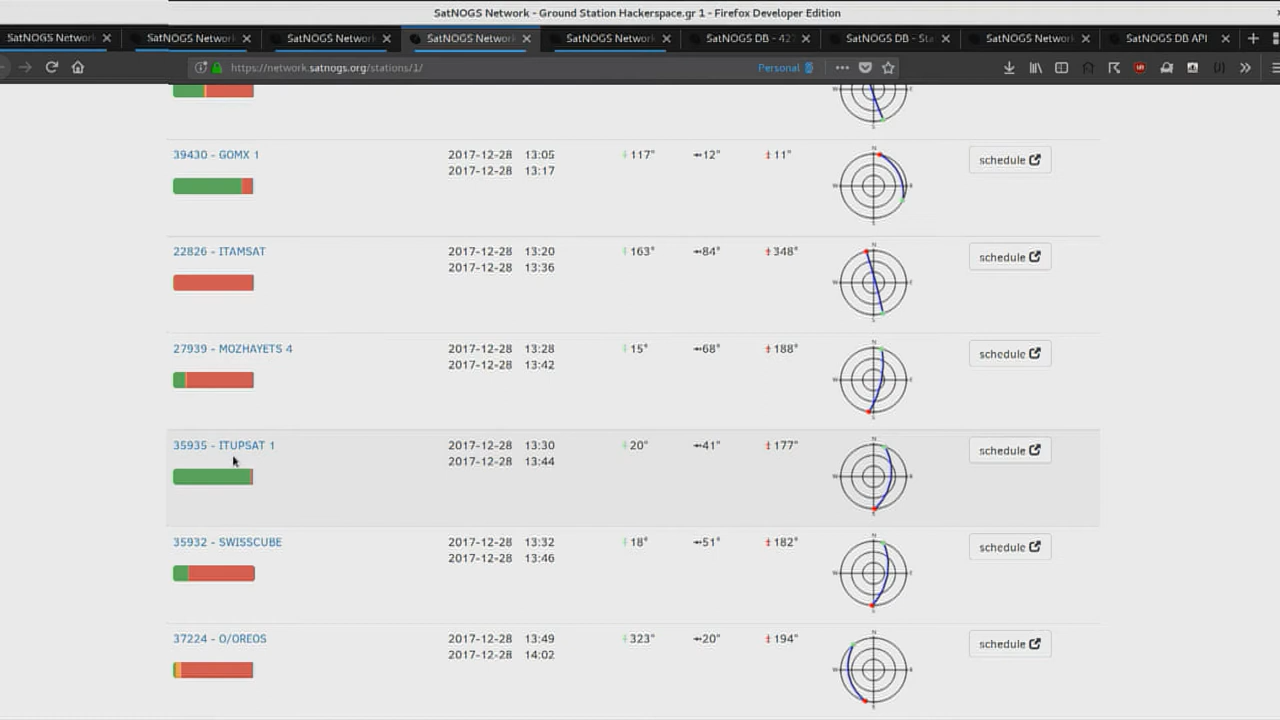 SatNOGS Network - Ground Station Hackerspace.gr 1 - Firefox Developer Edition
SatNOGS Network SatNOGS Network SatNOGS Network SatNOGS Network SatNOGS Network SatNOGS DB - 42 SatNOGS DB - Sta SatNOGS Network SatNOGS DB API
https://network.satnogs.org/stations/1/ Personal
S
39430 - GOMX 1 2017-12-28 13:05 117° 12° 11° N schedule
2017-12-28 13:17 W E
S
22826 - ITAMSAT 2017-12-28 13:20 163° 84° 348° N schedule
2017-12-28 13:36 W E
S
27939 - MOZHAYETS 4 2017-12-28 13:28 15° 68° 188° N schedule
2017-12-28 13:42 W E
S
35935 - ITUPSAT 1 2017-12-28 13:30 20° 41° 177° N schedule
2017-12-28 13:44 W E
S
35932 - SWISSCUBE 2017-12-28 13:32 18° 51° 182° N schedule
2017-12-28 13:46 W E
S
37224 - O/OREOS 2017-12-28 13:49 323° 20° 194° N schedule
2017-12-28 14:02 W E
S